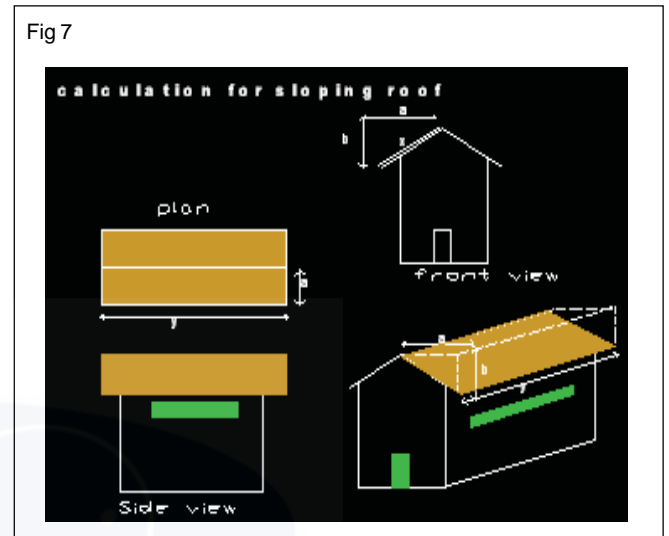 Fig 7
calculation for sloping roof
a
b
x
plan
a
y
front view
a
b
y
Side view